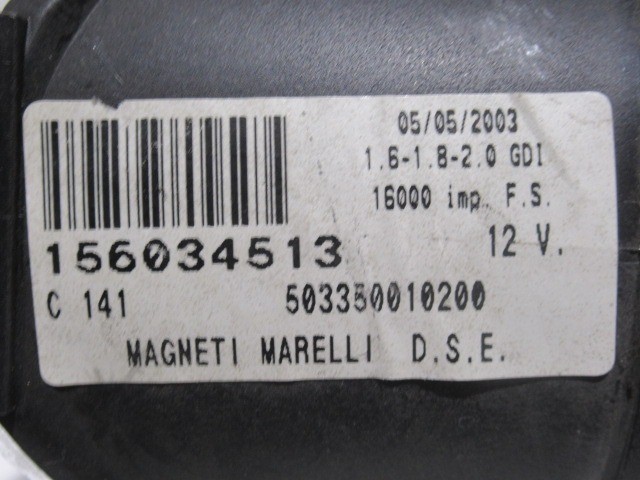 05/05/2003
1.6-1.8-2.0 GDI
16000 imp. F.S.
12 V.
156034513
C 141 503350010200
MAGNETI MARELLI D.S.E.